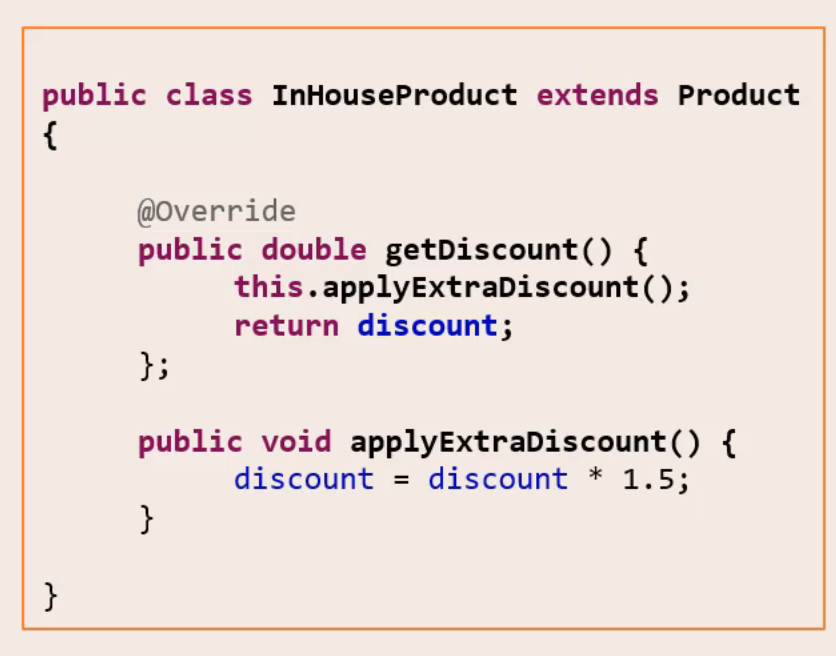 public class InHouseProduct extends Product
{
@Override
public double getDiscount() {
this.applyExtraDiscount();
return discount;
};
public void applyExtraDiscount() {
discount = discount * 1.5;
}
}